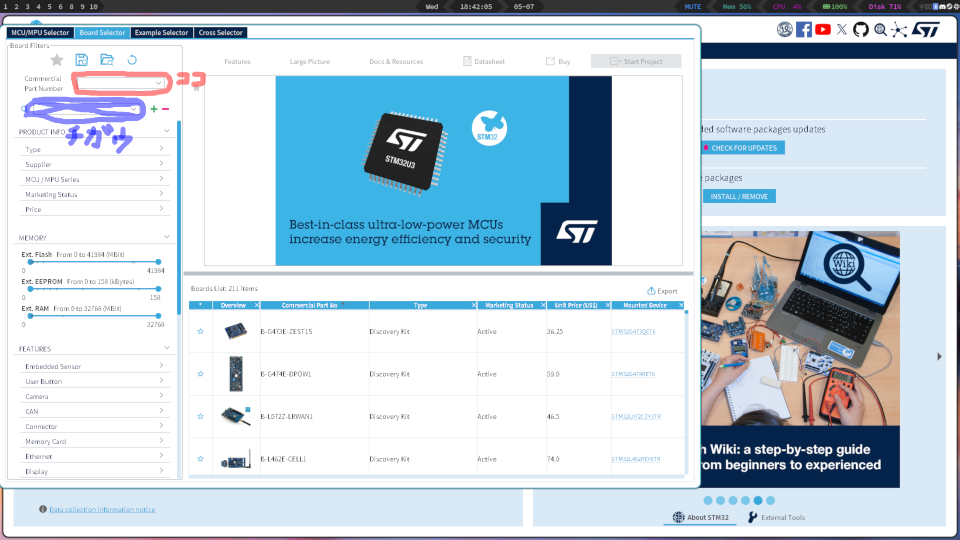 1 2 3 4 5 6 7 8 9 10
Wed 18:42:05 05-07
MUTE Mem 56% CPU 4% 100% Disk 71%
MCU/MPU Selector Board Selector Example Selector Cross Selector
Board Filters
Commercial Part Number
ココ
チガウ
PRODUCT INFO
Type
Supplier
MCU / MPU Series
Marketing Status
Price
MEMORY
Ext. Flash From 0 to 41984 (MBit)
0 41984
Ext. EEPROM From 0 to 158 (kBytes)
0 158
Ext. RAM From 0 to 32768 (MBit)
0 32768
FEATURES
Embedded Sensor
User Button
Camera
CAN
Connector
Memory Card
Ethernet
Display
Features Large Picture Docs & Resources Datasheet Buy Start Project
ST
STM32U3
STM32
Best-in-class ultra-low-power MCUs
increase energy efficiency and security
ST
Boards List: 211 items
Export
* Overview Commercial Part No Type Marketing Status Unit Price (US$) Mounted Device
B-G473E-ZEST1S Discovery Kit Active 36.25 STM32G473QETx
B-G474E-DPOW1 Discovery Kit Active 59.0 STM32G474RETx
B-L072Z-LRWAN1 Discovery Kit Active 46.5 STM32L072CZYxTR
B-L462E-CELL1 Discovery Kit Active 74.0 STM32L462REYxTR
ST
ded software packages updates
CHECK FOR UPDATES
e packages
INSTALL / REMOVE
Wiki
n Wiki: a step-by-step guide
rom beginners to experienced
About STM32 External Tools
Data collection information notice